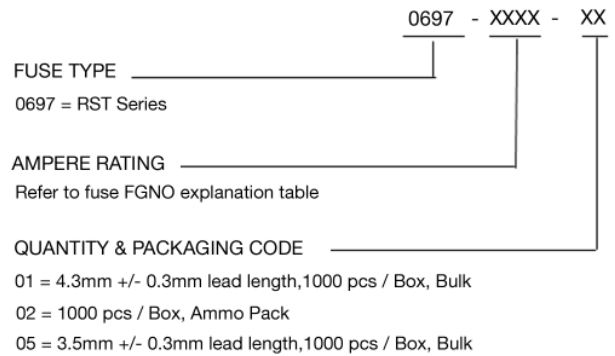 0697 - XXXX - XX
FUSE TYPE
0697 = RST Series
AMPERE RATING
Refer to fuse FGNO explanation table
QUANTITY & PACKAGING CODE
01 = 4.3mm +/- 0.3mm lead length,1000 pcs / Box, Bulk
02 = 1000 pcs / Box, Ammo Pack
05 = 3.5mm +/- 0.3mm lead length,1000 pcs / Box, Bulk